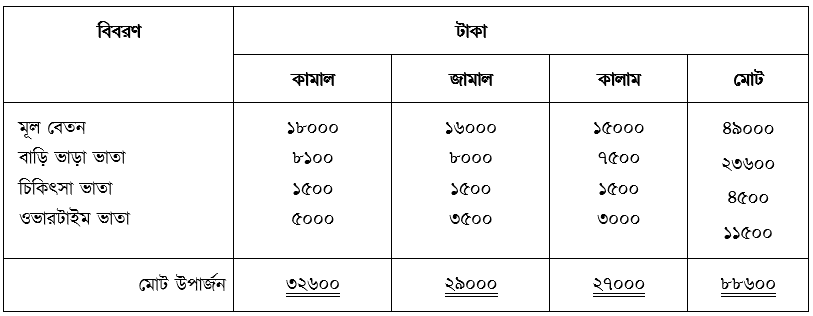 বিবরণ টাকা
কামাল জামাল কালাম মোট
মূল বেতন ১৮০০০ ১৬০০০ ১৫০০০ ৪৯০০০
বাড়ি ভাড়া ভাতা ৮১০০ ৮০০০ ৭৫০০ ২৩৬০০
চিকিৎসা ভাতা ১৫০০ ১৫০০ ১৫০০ ৪৫০০
ওভারটাইম ভাতা ৫০০০ ৩৫০০ ৩০০০ ১১৫০০
মোট উপার্জন ৩২৬০০ ২৯০০০ ২৭০০০ ৮৮৬০০